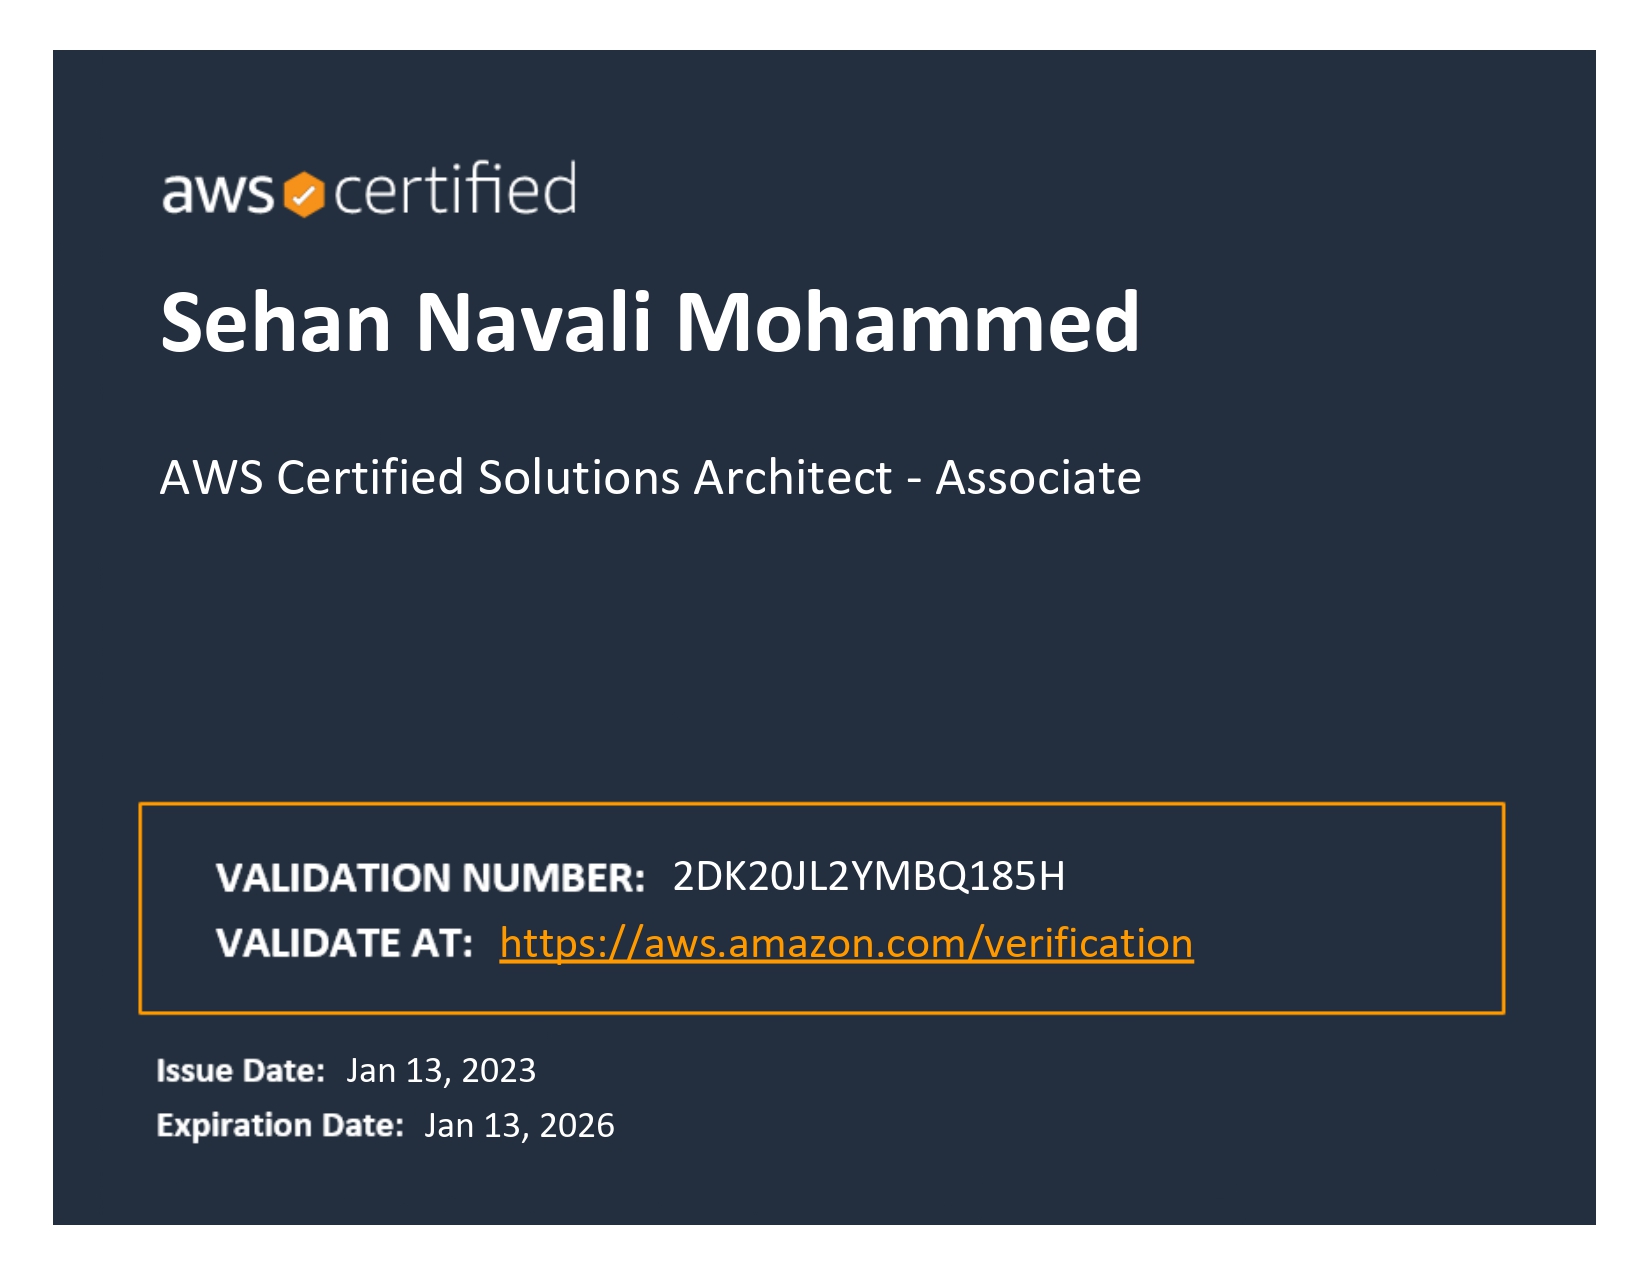 aws certified
Sehan Navali Mohammed
AWS Certified Solutions Architect - Associate
VALIDATION NUMBER: 2DK20JL2YMBQ185H
VALIDATE AT: https://aws.amazon.com/verification
Issue Date: Jan 13, 2023
Expiration Date: Jan 13, 2026